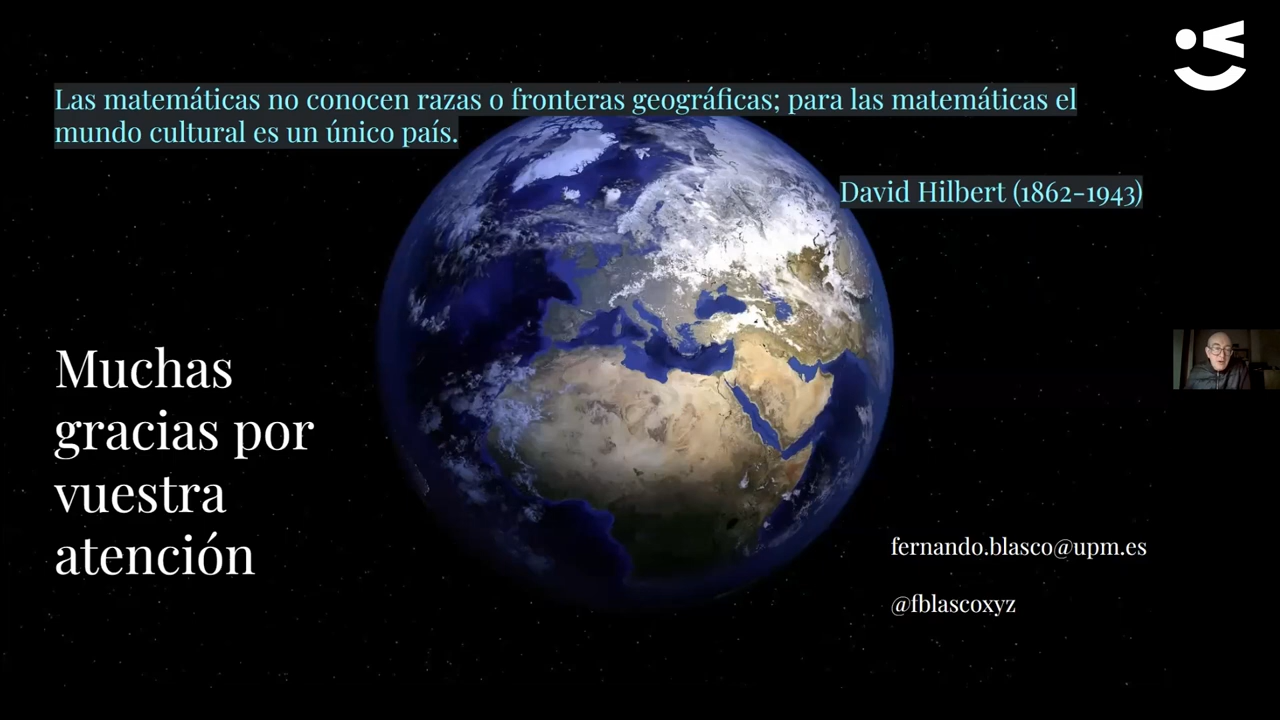 Las matemáticas no conocen razas o fronteras geográficas; para las matemáticas el
mundo cultural es un único país.
David Hilbert (1862-1943)
Muchas
gracias por
vuestra
atención
fernando.blasco@upm.es
@fblascoxyz